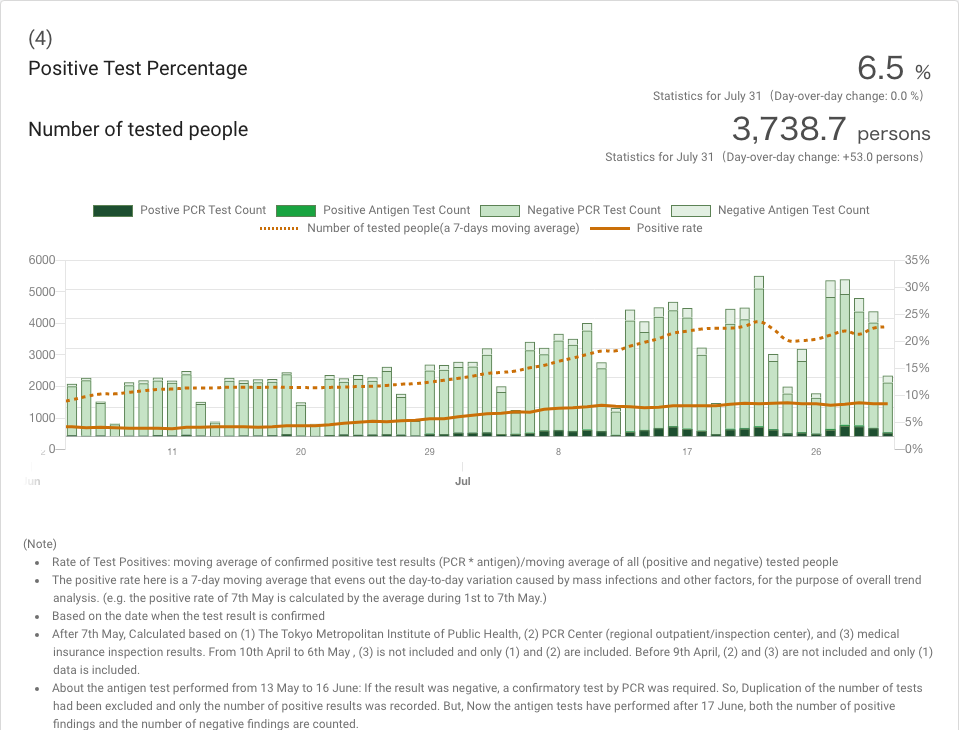 (4)
Positive Test Percentage
6.5 %
Statistics for July 31 (Day-over-day change: 0.0 %)
Number of tested people
3,738.7 persons
Statistics for July 31 (Day-over-day change: +53.0 persons)
Postive PCR Test Count Positive Antigen Test Count Negative PCR Test Count Negative Antigen Test Count
Number of tested people(a 7-days moving average) Positive rate
6000 35%
5000 30%
4000 25%
3000 20%
2000 15%
1000 10%
0 5%
0%
2 11 20 29 8 17 26
un Jul
(Note)
• Rate of Test Positives: moving average of confirmed positive test results (PCR * antigen)/moving average of all (positive and negative) tested people
• The positive rate here is a 7-day moving average that evens out the day-to-day variation caused by mass infections and other factors, for the purpose of overall trend
analysis. (e.g. the positive rate of 7th May is calculated by the average during 1st to 7th May.)
• Based on the date when the test result is confirmed
• After 7th May, Calculated based on (1) The Tokyo Metropolitan Institute of Public Health, (2) PCR Center (regional outpatient/inspection center), and (3) medical
insurance inspection results. From 10th April to 6th May , (3) is not included and only (1) and (2) are included. Before 9th April, (2) and (3) are not included and only (1)
data is included.
• About the antigen test performed from 13 May to 16 June: If the result was negative, a confirmatory test by PCR was required. So, Duplication of the number of tests
had been excluded and only the number of positive results was recorded. But, Now the antigen tests have performed after 17 June, both the number of positive
findings and the number of negative findings are counted.